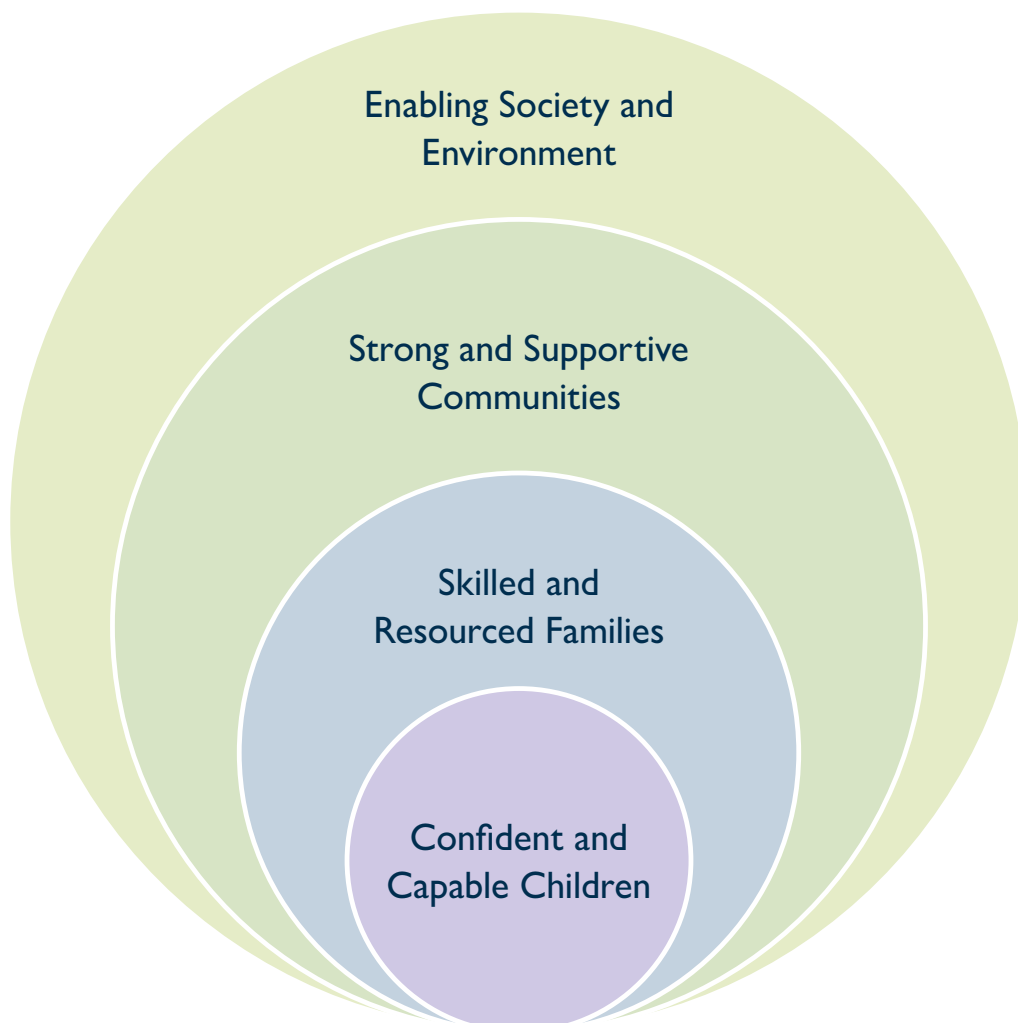 Enabling Society and
Environment
Strong and Supportive
Communities
Skilled and
Resourced Families
Confident and
Capable Children